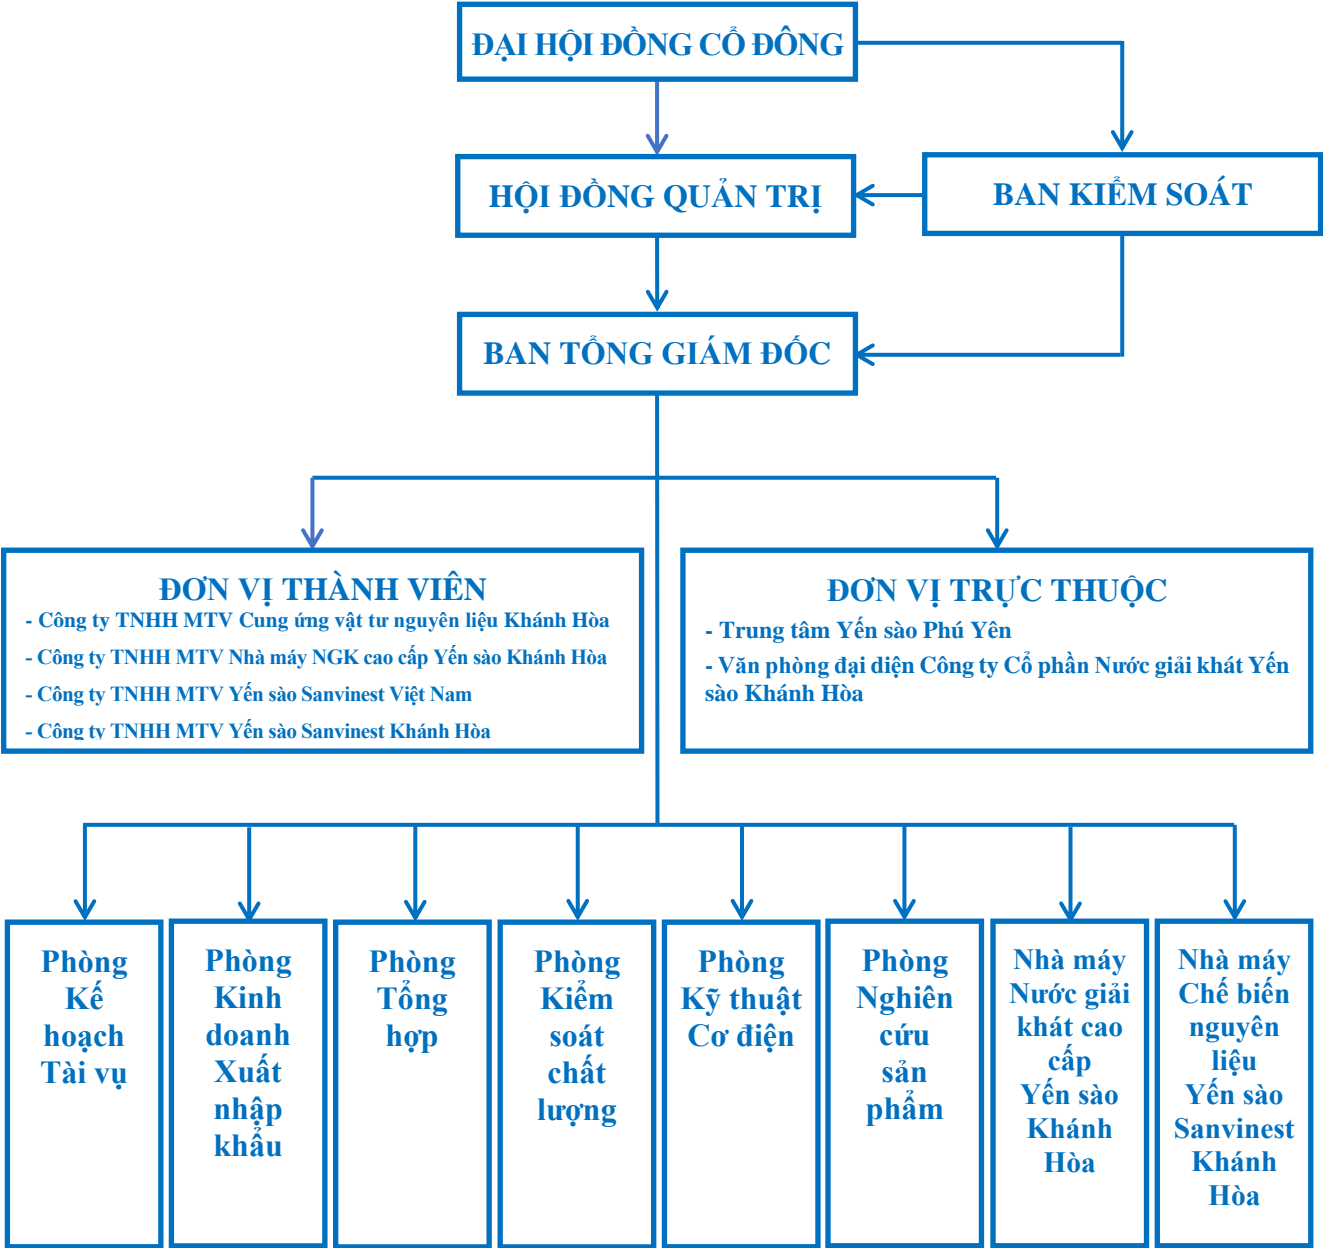 ĐẠI HỘI ĐỒNG CỔ ĐÔNG
HỘI ĐỒNG QUẢN TRỊ
BAN KIỂM SOÁT
BAN TỔNG GIÁM ĐỐC
ĐƠN VỊ THÀNH VIÊN
- Công ty TNHH MTV Cung ứng vật tư nguyên liệu Khánh Hòa
- Công ty TNHH MTV Nhà máy NGK cao cấp Yến sào Khánh Hòa
- Công ty TNHH MTV Yến sào Sanvinest Việt Nam
- Công ty TNHH MTV Yến sào Sanvinest Khánh Hòa
ĐƠN VỊ TRỰC THUỘC
- Trung tâm Yến sào Phú Yên
- Văn phòng đại diện Công ty Cổ phần Nước giải khát Yến
sào Khánh Hòa
Phòng
Kế
hoạch
Tài vụ
Phòng
Kinh
doanh
Xuất
nhập
khẩu
Phòng
Tổng
hợp
Phòng
Kiểm
soát
chất
lượng
Phòng
Kỹ thuật
Cơ điện
Phòng
Nghiên
cứu
sản
phẩm
Nhà máy
Nước giải
khát cao
cấp
Yến sào
Khánh
Hòa
Nhà máy
Chế biến
nguyên
liệu
Yến sào
Sanvinest
Khánh
Hòa